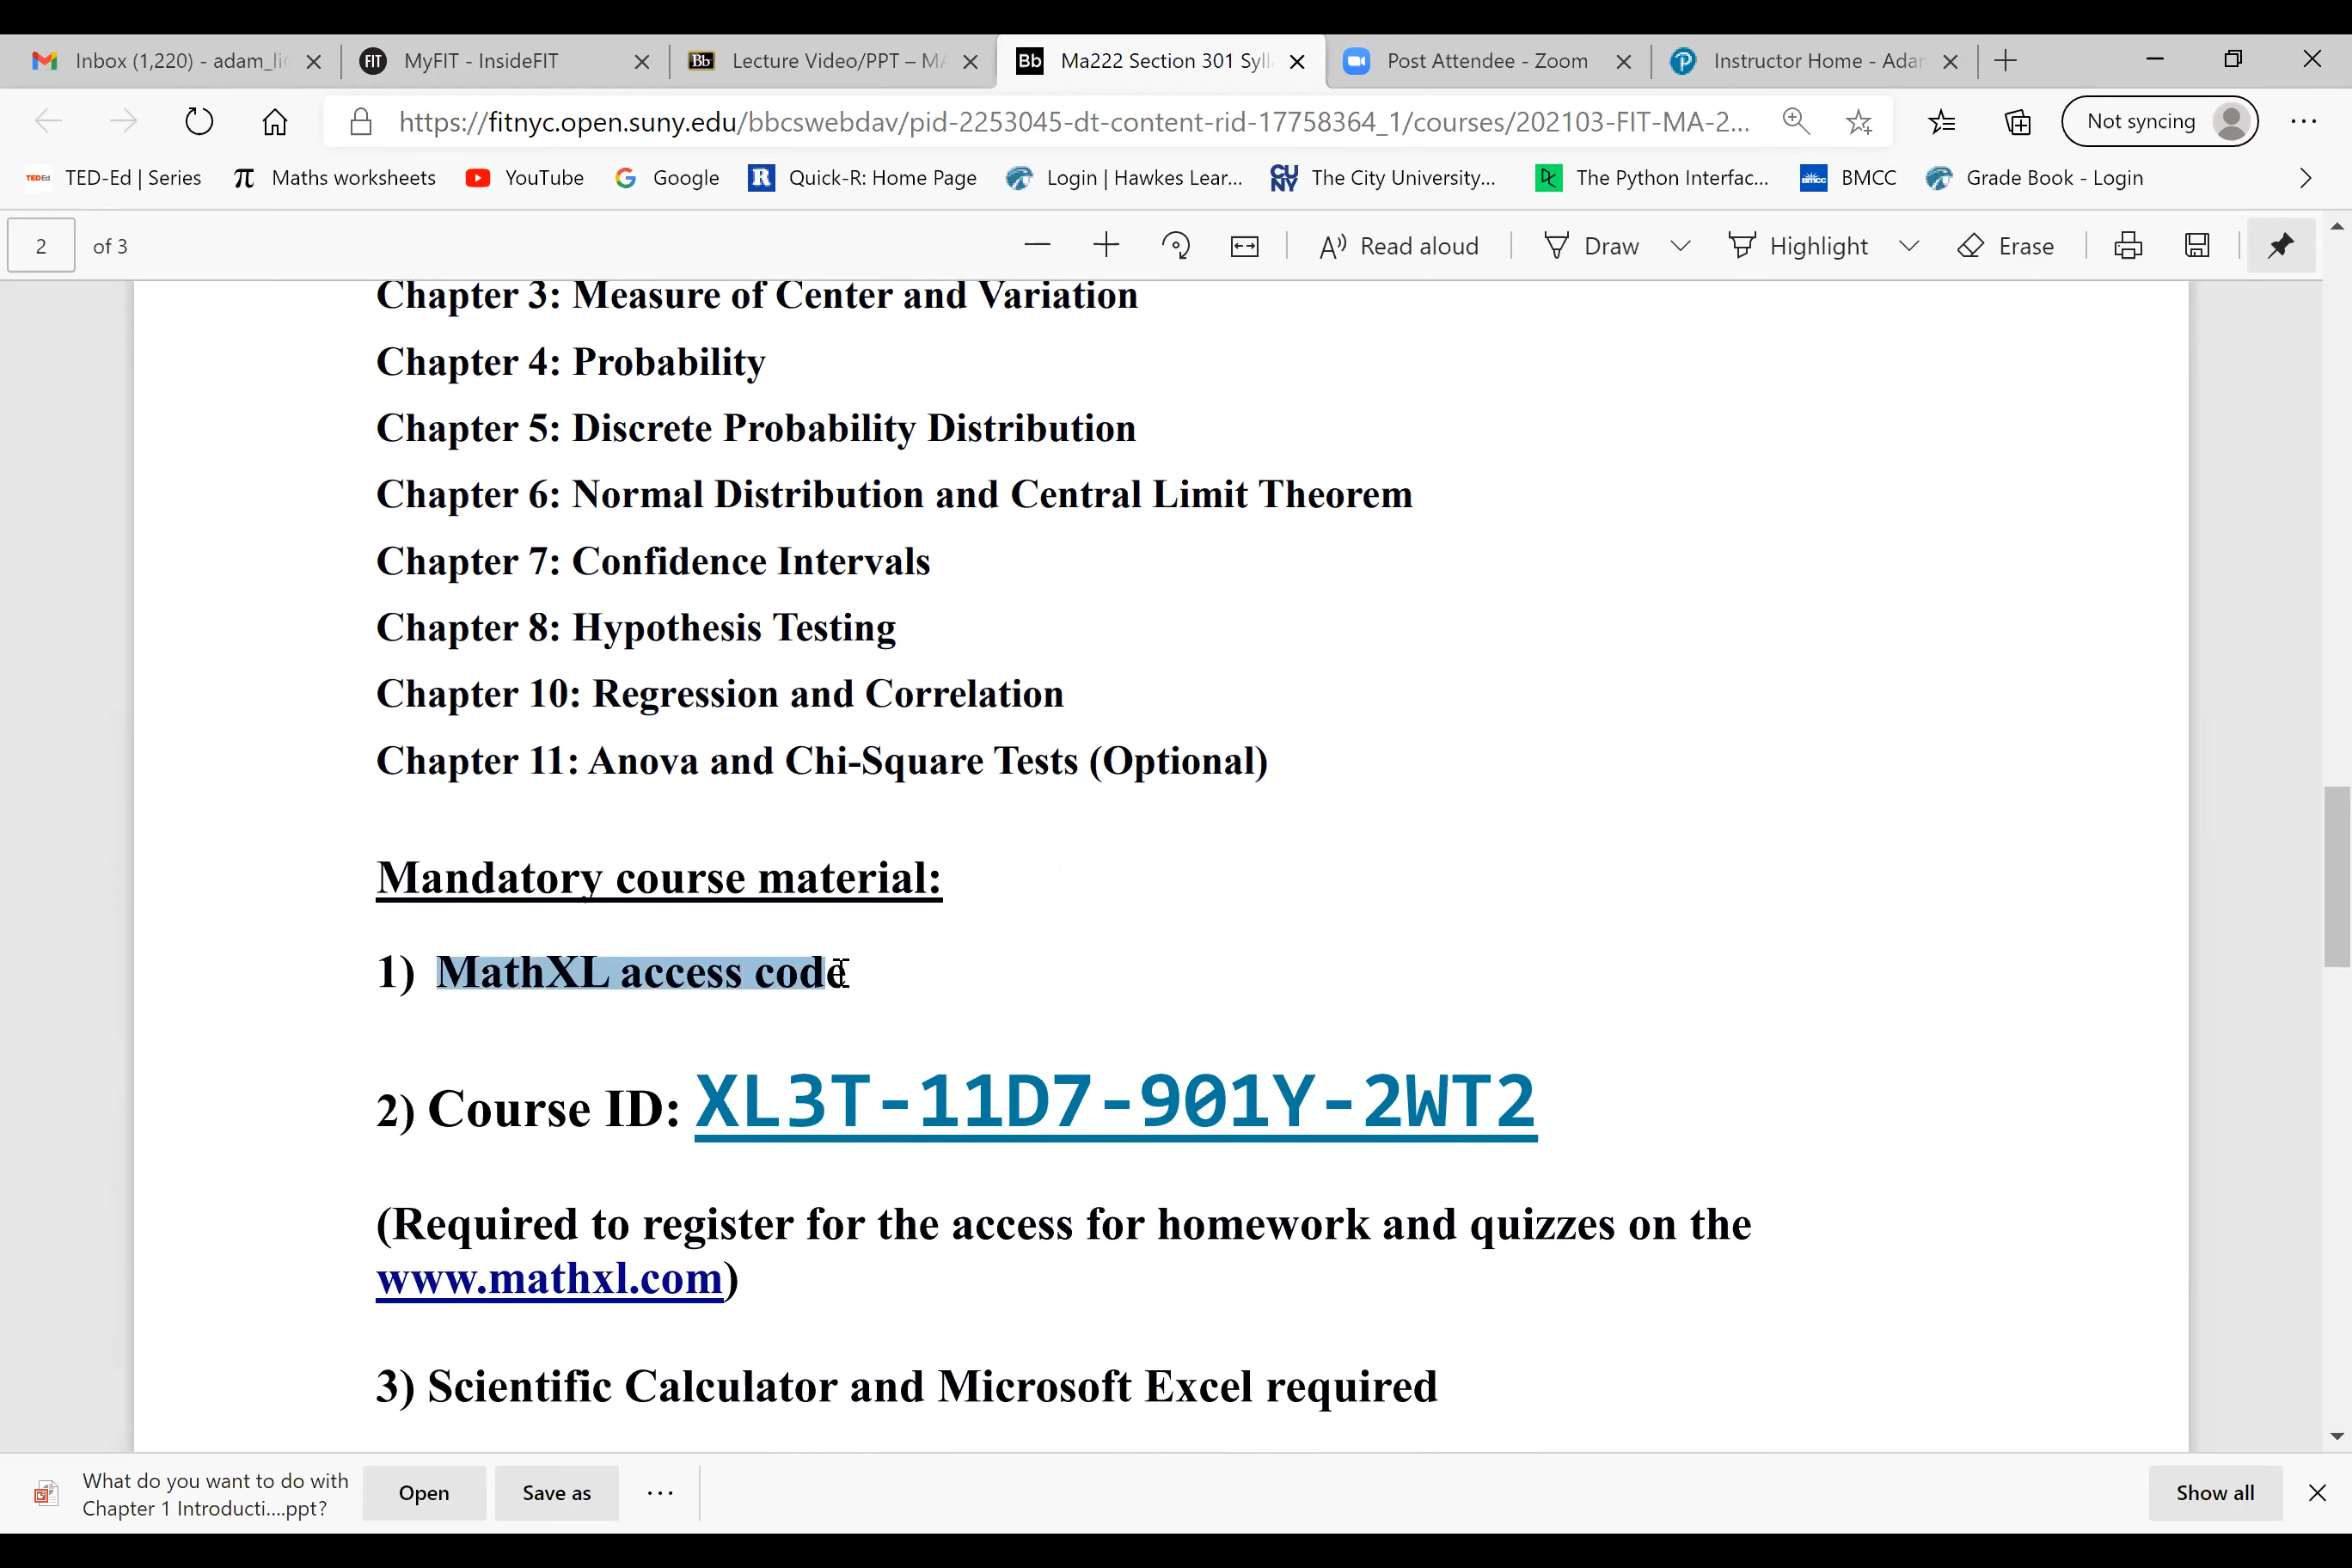 Inbox (1,220) - adam_li
MyFIT - InsideFIT
Lecture Video/PPT – MA
Ma222 Section 301 Syll
Post Attendee - Zoom
Instructor Home - Adar
https://fitnyc.open.suny.edu/bbcswebdav/pid-2253045-dt-content-rid-17758364_1/courses/202103-FIT-MA-2...
Not syncing
TED-Ed | Series
Maths worksheets
YouTube
Google
Quick-R: Home Page
Login | Hawkes Lear...
The City University...
The Python Interfac...
BMCC
Grade Book - Login
2 of 3
Read aloud
Draw
Highlight
Erase
Chapter 3: Measure of Center and Variation
Chapter 4: Probability
Chapter 5: Discrete Probability Distribution
Chapter 6: Normal Distribution and Central Limit Theorem
Chapter 7: Confidence Intervals
Chapter 8: Hypothesis Testing
Chapter 10: Regression and Correlation
Chapter 11: Anova and Chi-Square Tests (Optional)
Mandatory course material:
1) MathXL access code
2) Course ID: XL3T-11D7-901Y-2WT2
(Required to register for the access for homework and quizzes on the
www.mathxl.com)
3) Scientific Calculator and Microsoft Excel required
What do you want to do with
Chapter 1 Introducti....ppt?
Open
Save as
Show all